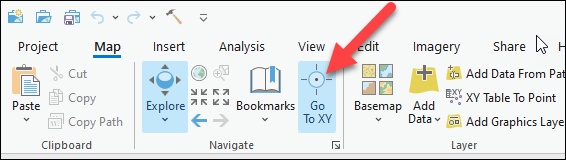 Project Map Insert Analysis View Edit Imagery Share H
Paste
Cut
Copy
Copy Path
Clipboard
Explore
Bookmarks
Go
To XY
Navigate
Basemap
Add
Data
Add Data From Pat
XY Table To Point
Add Graphics Laye
Layer